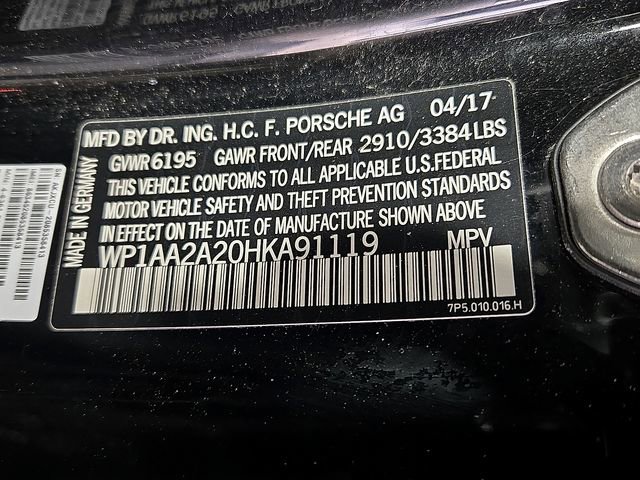 MFD BY DR. ING. H.C. F. PORSCHE AG 04/17
GVWR 6195 GAWR FRONT/REAR 2910/3384LBS
THIS VEHICLE CONFORMS TO ALL APPLICABLE U.S.FEDERAL
MOTOR VEHICLE SAFETY AND THEFT PREVENTION STANDARDS
IN EFFECT ON THE DATE OF MANUFACTURE SHOWN ABOVE
WP1AA2A20HKA91119 MPV
7P5.010.016.H
MADE IN GERMANY